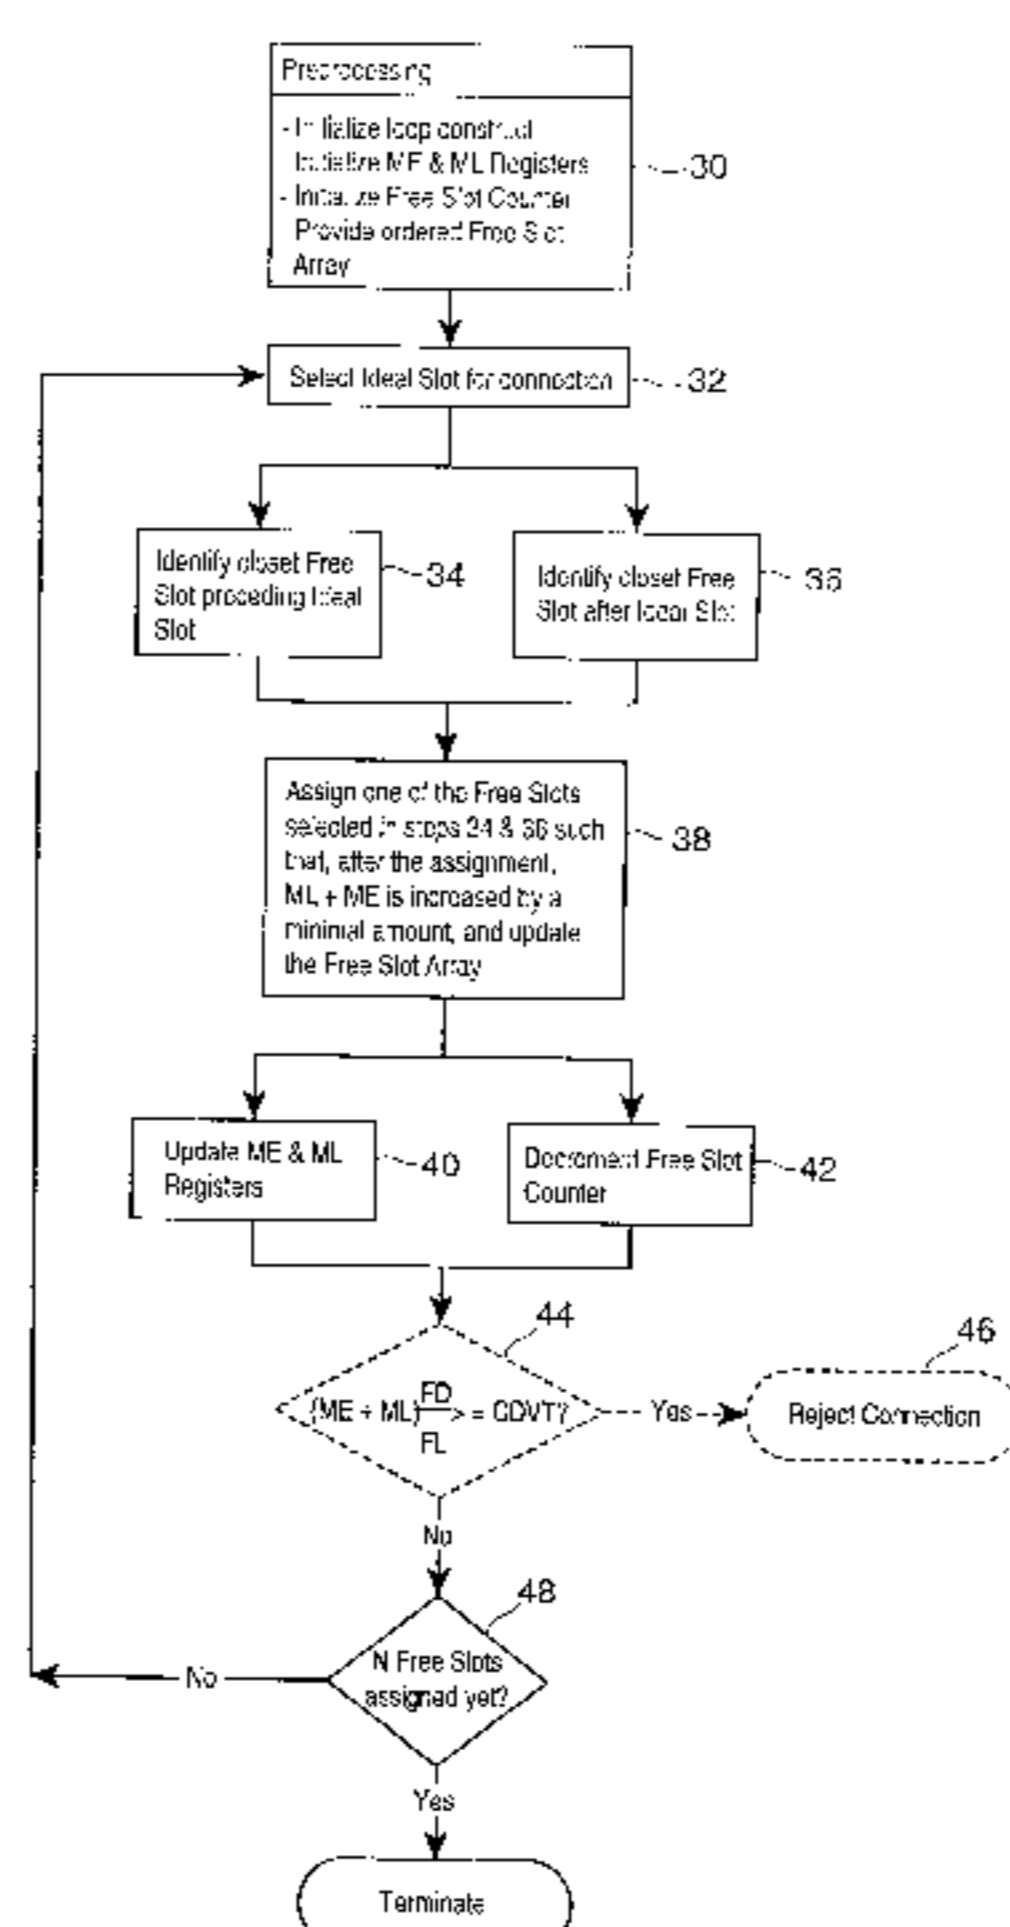 Preprocessing
- Initialize loop construct
Initialize ME & ML Registers
- Initialize Free Slot Counter
Provide ordered Free Slot
Array
30
Select Ideal Slot for connection
32
Identify closet Free
Slot preceding Ideal
Slot
34
Identify closet Free
Slot after Ideal Slot
36
Assign one of the Free Slots
selected in steps 34 & 36 such
that, after the assignment,
ML + ME is increased by a
minimal amount, and update
the Free Slot Array
38
Update ME & ML
Registers
40
Decrement Free Slot
Counter
42
44
(ME + ML) FD / FL > = CDVT?
Yes
46
Reject Connection
No
48
N Free Slots
assigned yet?
No
Yes
Terminate